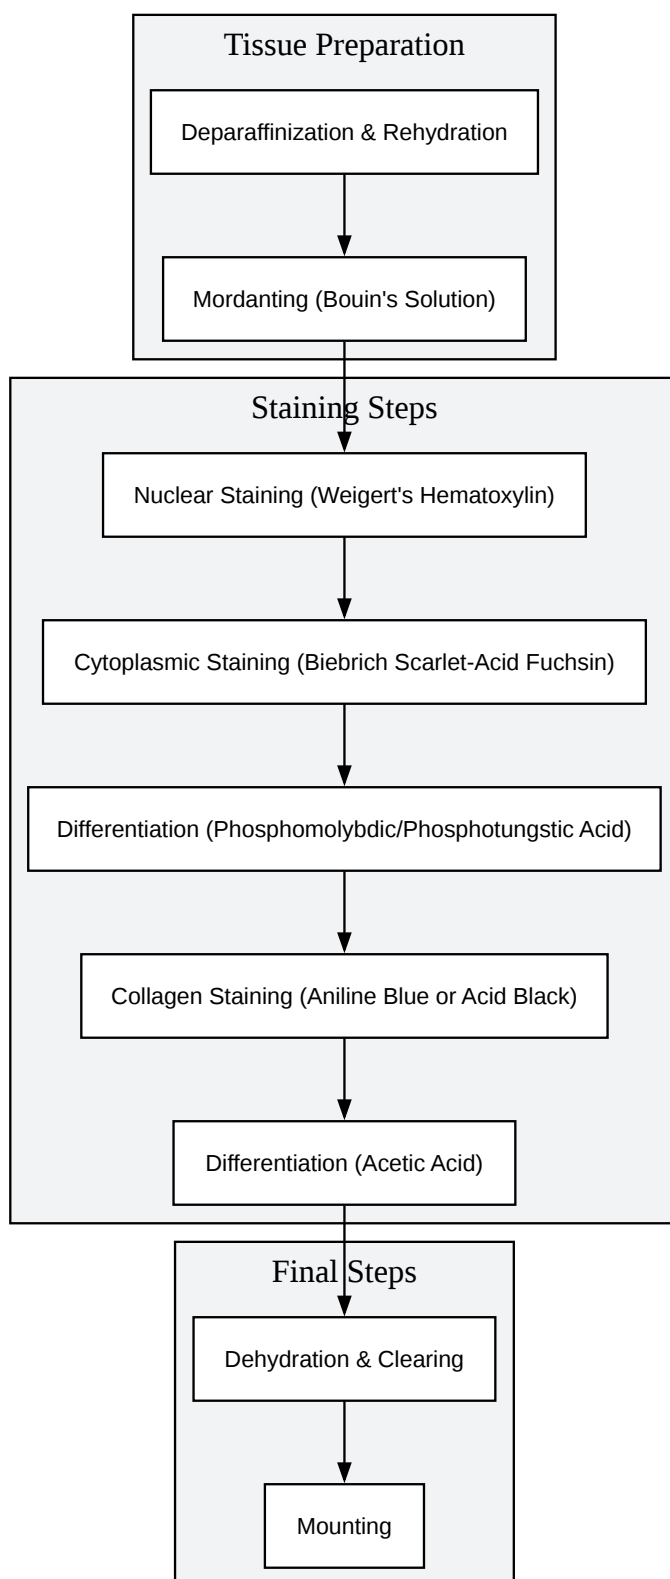 Tissue Preparation
Deparaffinization & Rehydration
Mordanting (Bouin's Solution)
Staining Steps
Nuclear Staining (Weigert's Hematoxylin)
Cytoplasmic Staining (Biebrich Scarlet-Acid Fuchsin)
Differentiation (Phosphomolybdic/Phosphotungstic Acid)
Collagen Staining (Aniline Blue or Acid Black)
Differentiation (Acetic Acid)
Final Steps
Dehydration & Clearing
Mounting